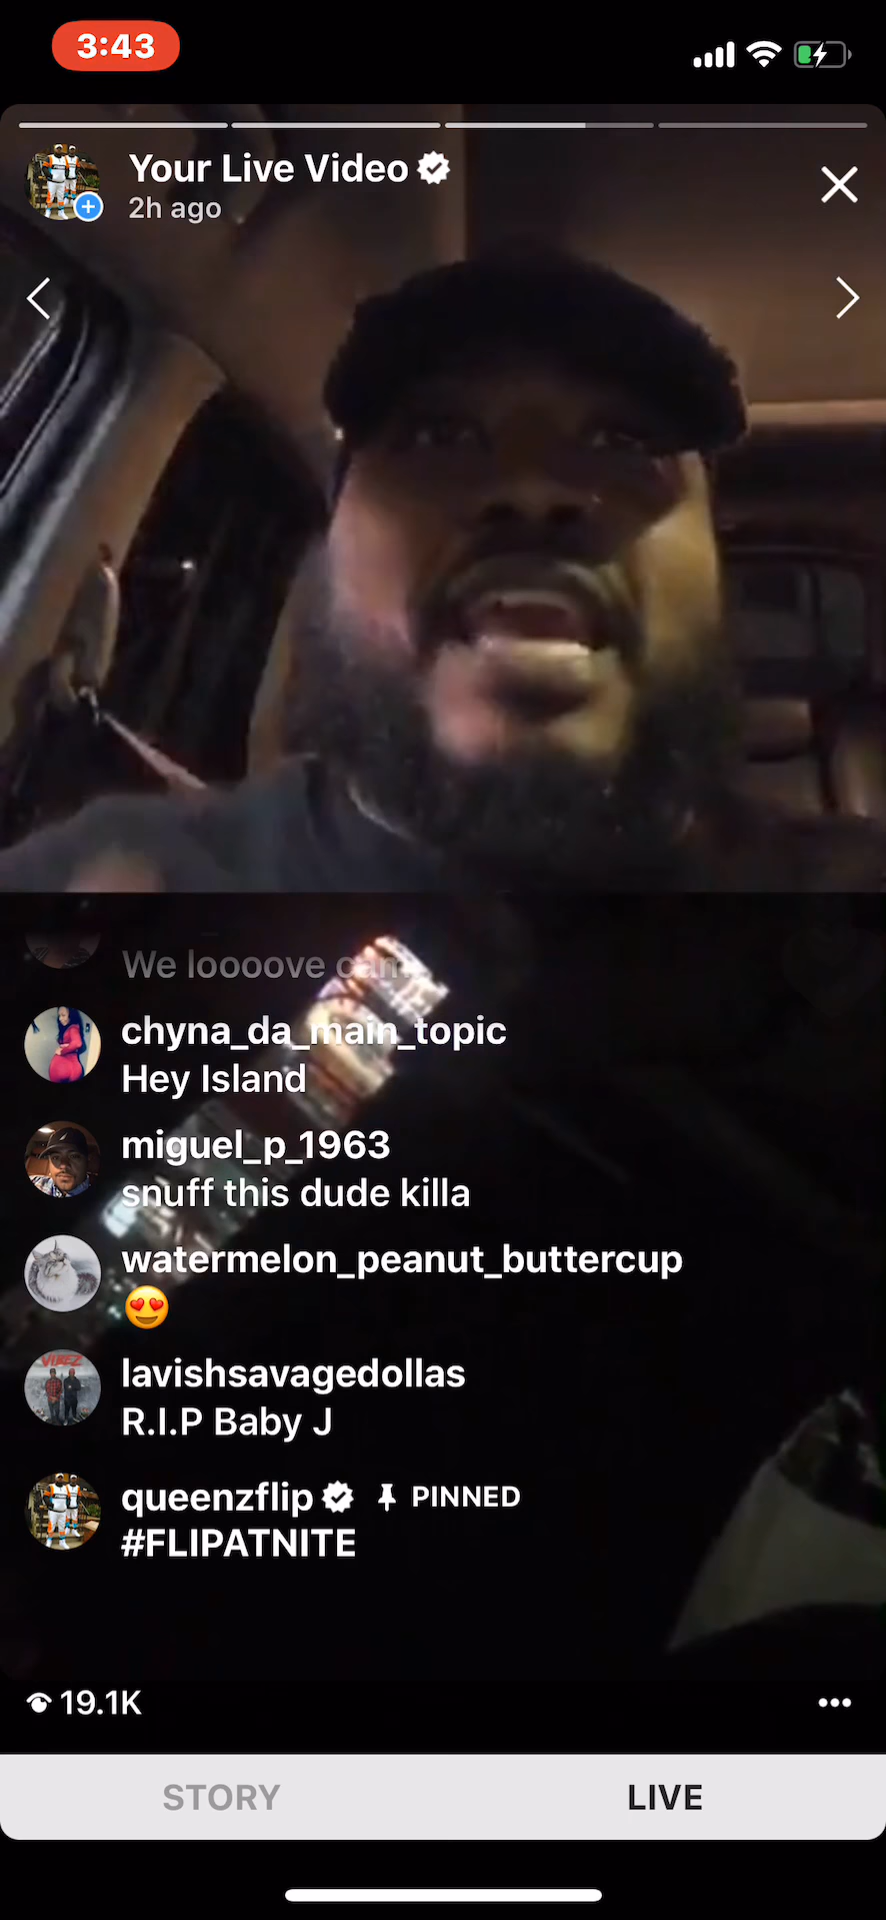 3:43
Your Live Video
2h ago
We loooove cam
chyna_da_main_topic
Hey Island
miguel_p_1963
snuff this dude killa
watermelon_peanut_buttercup
😍
lavishsavagedollas
R.I.P Baby J
queenzflip PINNED
#FLIPATNITE
19.1K
STORY LIVE